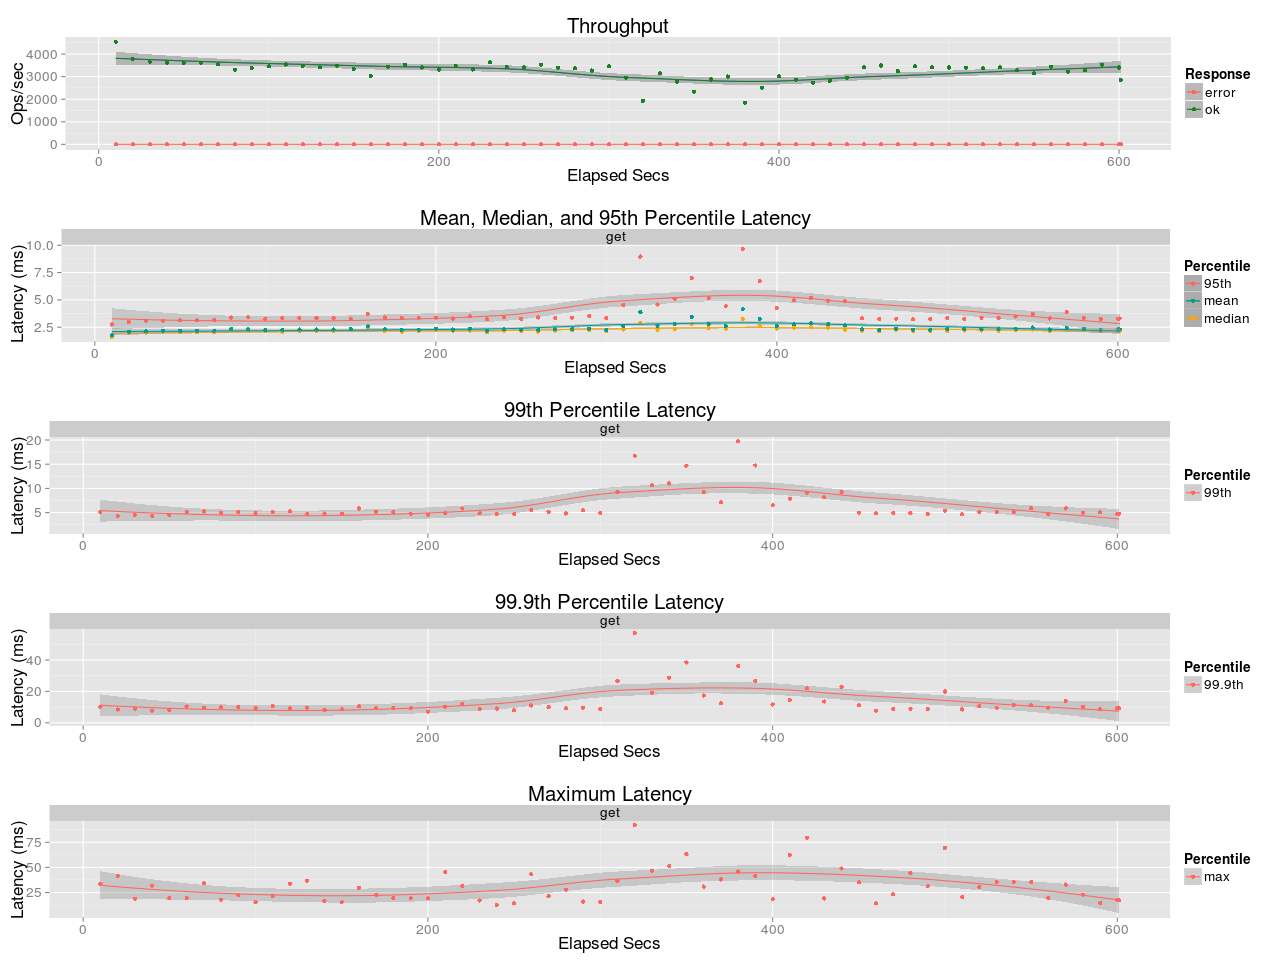 Throughput
Ops/sec
4000
3000
2000
1000
0
0 200 400 600
Elapsed Secs
Response
error
ok
Mean, Median, and 95th Percentile Latency
get
Latency (ms)
10.0
7.5
5.0
2.5
0 200 400 600
Elapsed Secs
Percentile
95th
mean
median
99th Percentile Latency
get
Latency (ms)
20
15
10
5
0 200 400 600
Elapsed Secs
Percentile
99th
99.9th Percentile Latency
get
Latency (ms)
40
20
0
0 200 400 600
Elapsed Secs
Percentile
99.9th
Maximum Latency
get
Latency (ms)
75
50
25
0 200 400 600
Elapsed Secs
Percentile
max